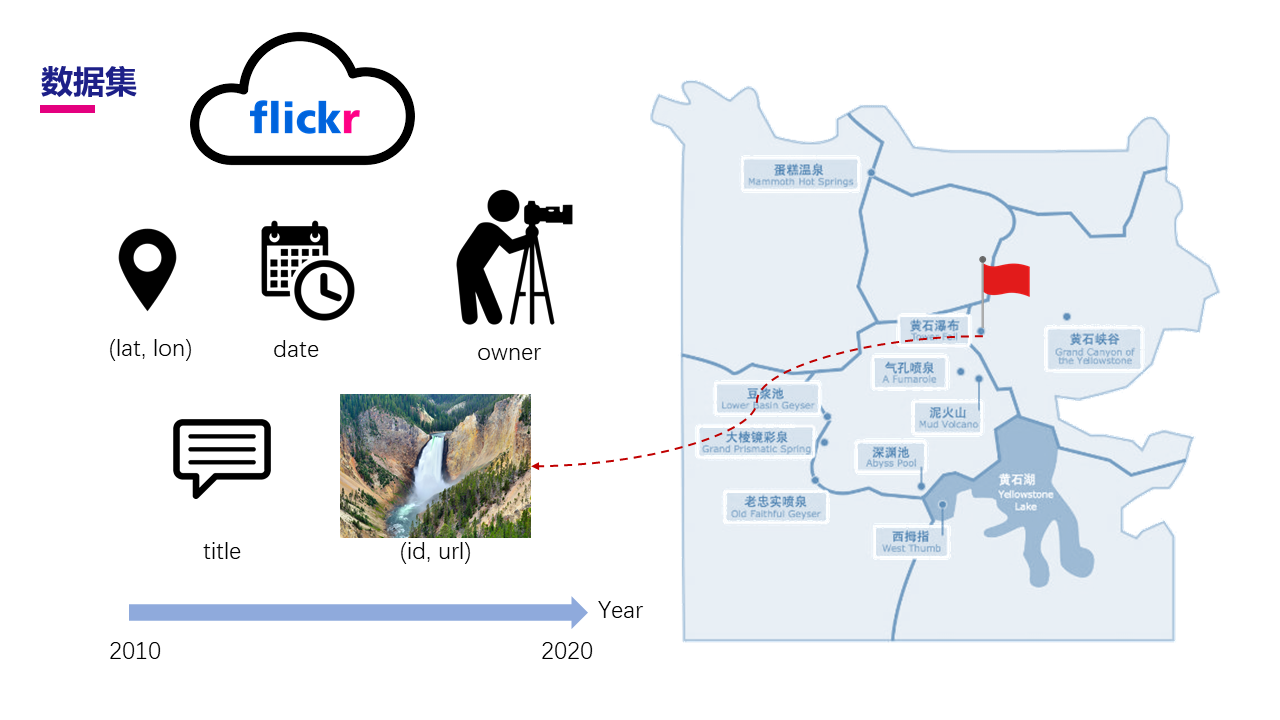 数据集
flickr
(lat, lon)
date
owner
title
(id, url)
Year
2010
2020
蛋糕温泉
Mammoth Hot Springs
黄石瀑布
Tower Fall
黄石峡谷
Grand Canyon of
the Yellowstone
气孔喷泉
A Fumarole
豆浆池
Lower Basin Geyser
泥火山
Mud Volcano
大棱镜彩泉
Grand Prismatic Spring
深渊池
Abyss Pool
黄石湖
Yellowstone
Lake
老忠实喷泉
Old Faithful Geyser
西拇指
West Thumb